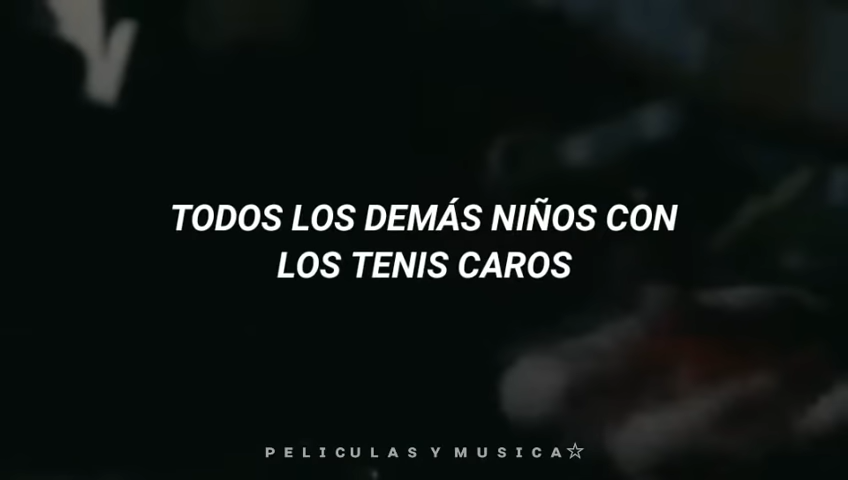 TODOS LOS DEMÁS NIÑOS CON
LOS TENIS CAROS
PELICULAS Y MUSICA☆